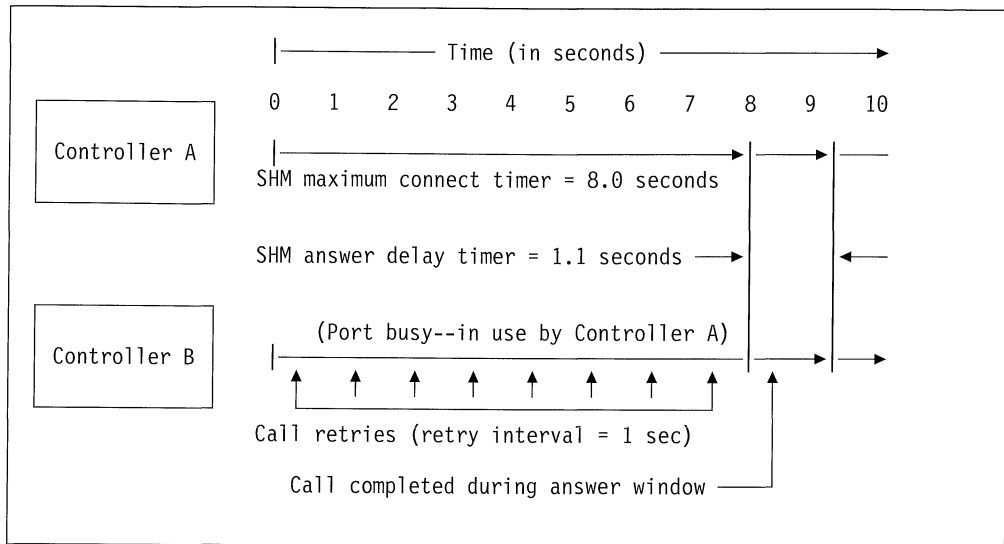 Time (in seconds)
0 1 2 3 4 5 6 7 8 9 10
Controller A
SHM maximum connect timer = 8.0 seconds
SHM answer delay timer = 1.1 seconds
(Port busy--in use by Controller A)
Controller B
Call retries (retry interval = 1 sec)
Call completed during answer window